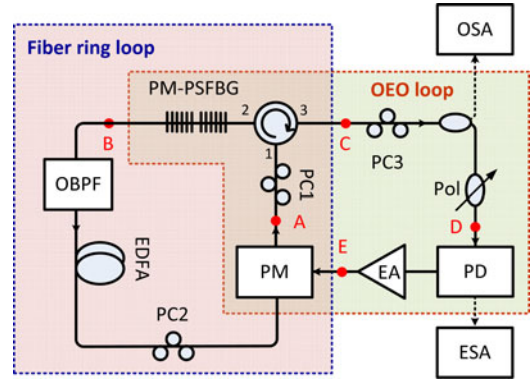 OSA
Fiber ring loop
OEO loop
PM-PSFBG
2
3
1
B
C
PC3
OBPF
PC1
Pol
A
D
EDFA
E
PM
EA
PD
PC2
ESA